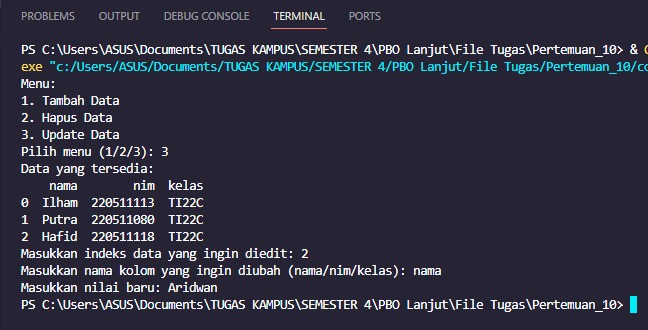 PROBLEMS OUTPUT DEBUG CONSOLE TERMINAL PORTS
PS C:\Users\ASUS\Documents\TUGAS KAMPUS\SEMESTER 4\PBO Lanjut\File Tugas\Pertemuan_10> &
exe "c:/Users/ASUS/Documents/TUGAS KAMPUS/SEMESTER 4/PBO Lanjut/File Tugas/Pertemuan_10/co
Menu:
1. Tambah Data
2. Hapus Data
3. Update Data
Pilih menu (1/2/3): 3
Data yang tersedia:
nama nim kelas
0 Ilham 220511113 TI22C
1 Putra 220511080 TI22C
2 Hafid 220511118 TI22C
Masukkan indeks data yang ingin diedit: 2
Masukkan nama kolom yang ingin diubah (nama/nim/kelas): nama
Masukkan nilai baru: Aridwan
PS C:\Users\ASUS\Documents\TUGAS KAMPUS\SEMESTER 4\PBO Lanjut\File Tugas\Pertemuan_10>